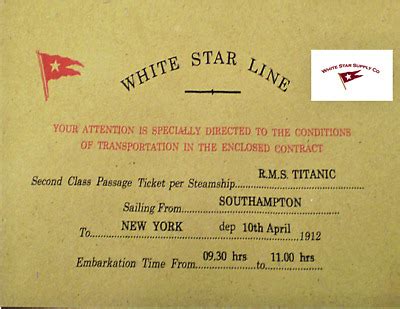 WHITE STAR LINE
WHITE STAR SUPPLY CO
YOUR ATTENTION IS SPECIALLY DIRECTED TO THE CONDITIONS
OF TRANSPORTATION IN THE ENCLOSED CONTRACT
Second Class Passage Ticket per Steamship R.M.S. TITANIC
Sailing From SOUTHAMPTON
To NEW YORK dep 10th April 1912
Embarkation Time From 09.30 hrs to 11.00 hrs